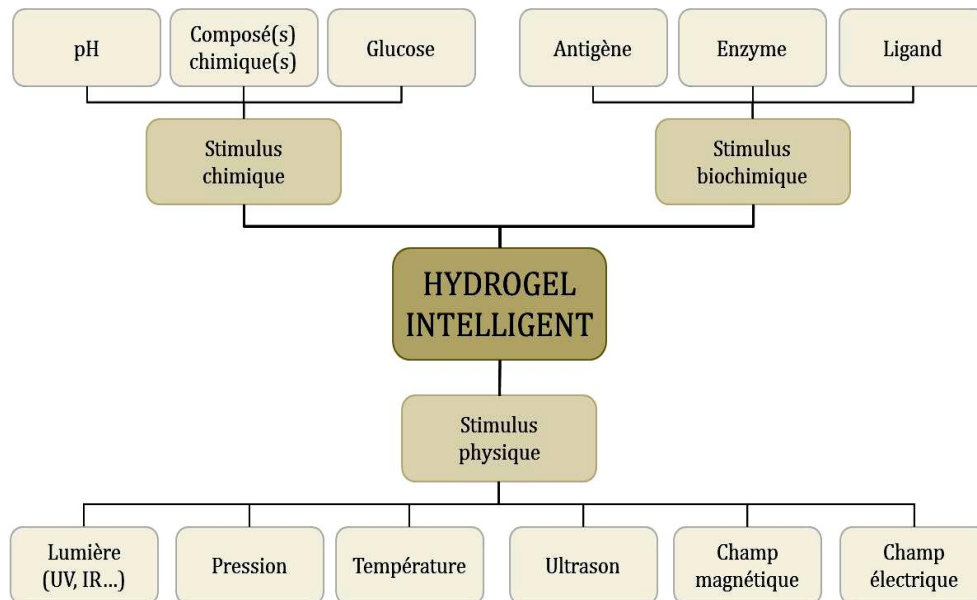 pH
Composé(s)
chimique(s)
Glucose
Antigène
Enzyme
Ligand
Stimulus
chimique
Stimulus
biochimique
HYDROGEL
INTELLIGENT
Stimulus
physique
Lumière
(UV, IR...)
Pression
Température
Ultrason
Champ
magnétique
Champ
électrique